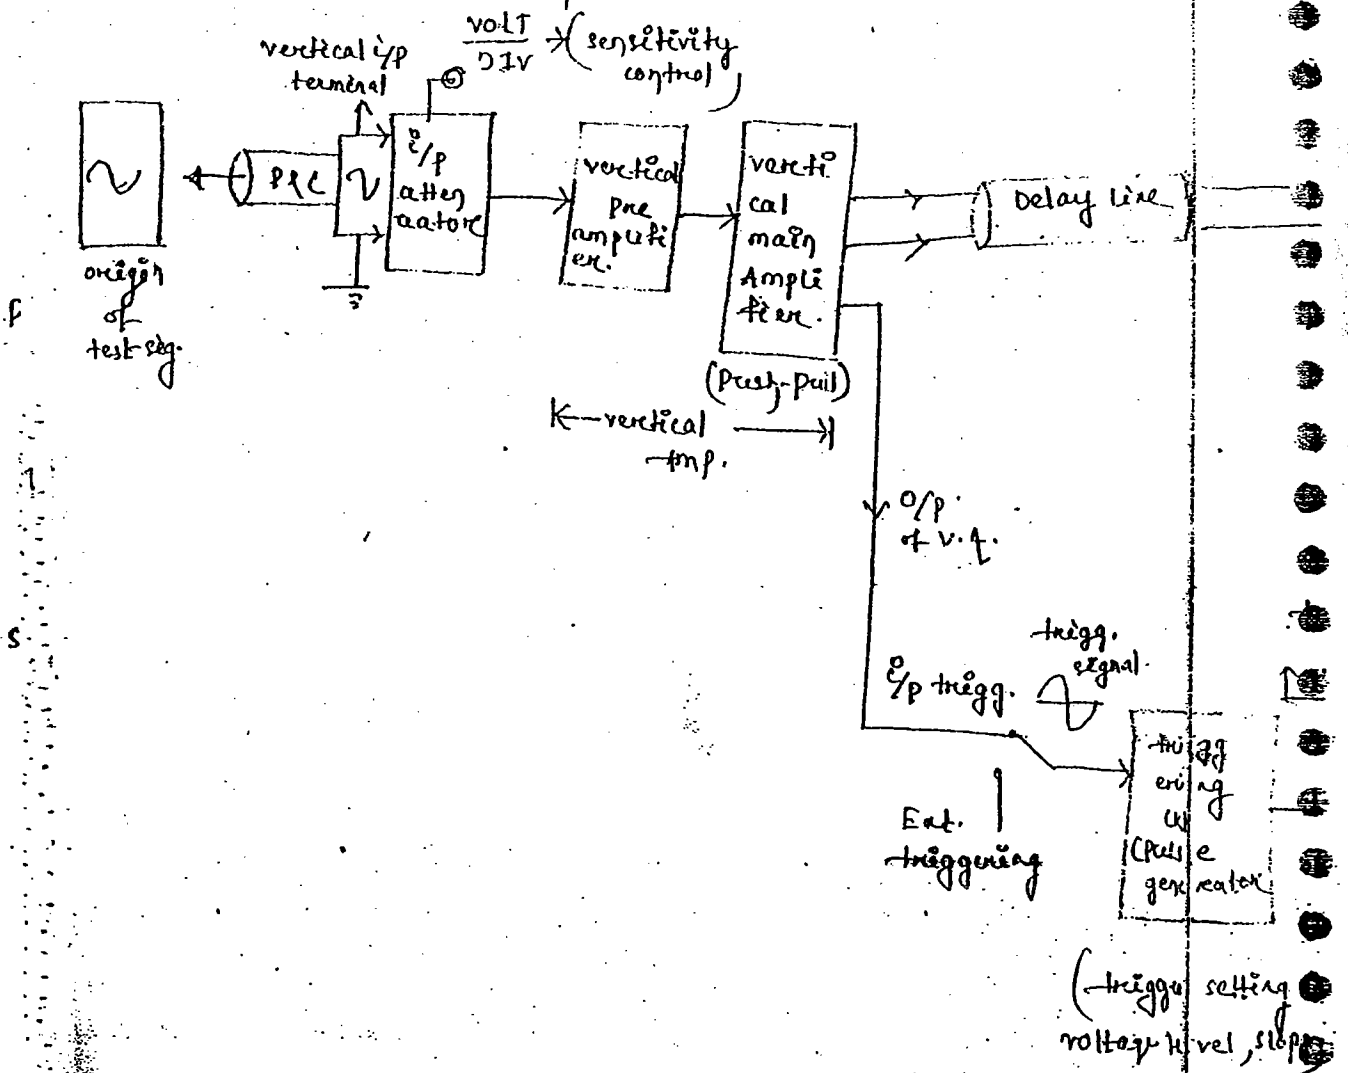 VOLT
DIV
(sensitivity
control)
vertical i/p
terminal
i/p
atten
uator
PRC
vertical
pre
amplifi
er.
verti
cal
main
Ampli
fier.
Delay line
origin
of
test sig.
(Push-pull)
vertical
Amp.
O/p
of V.A.
trigg.
signal.
i/p trigg.
trigg
ering
(Pulse
generator
Ext.
triggering
(trigger setting
voltage level, slope